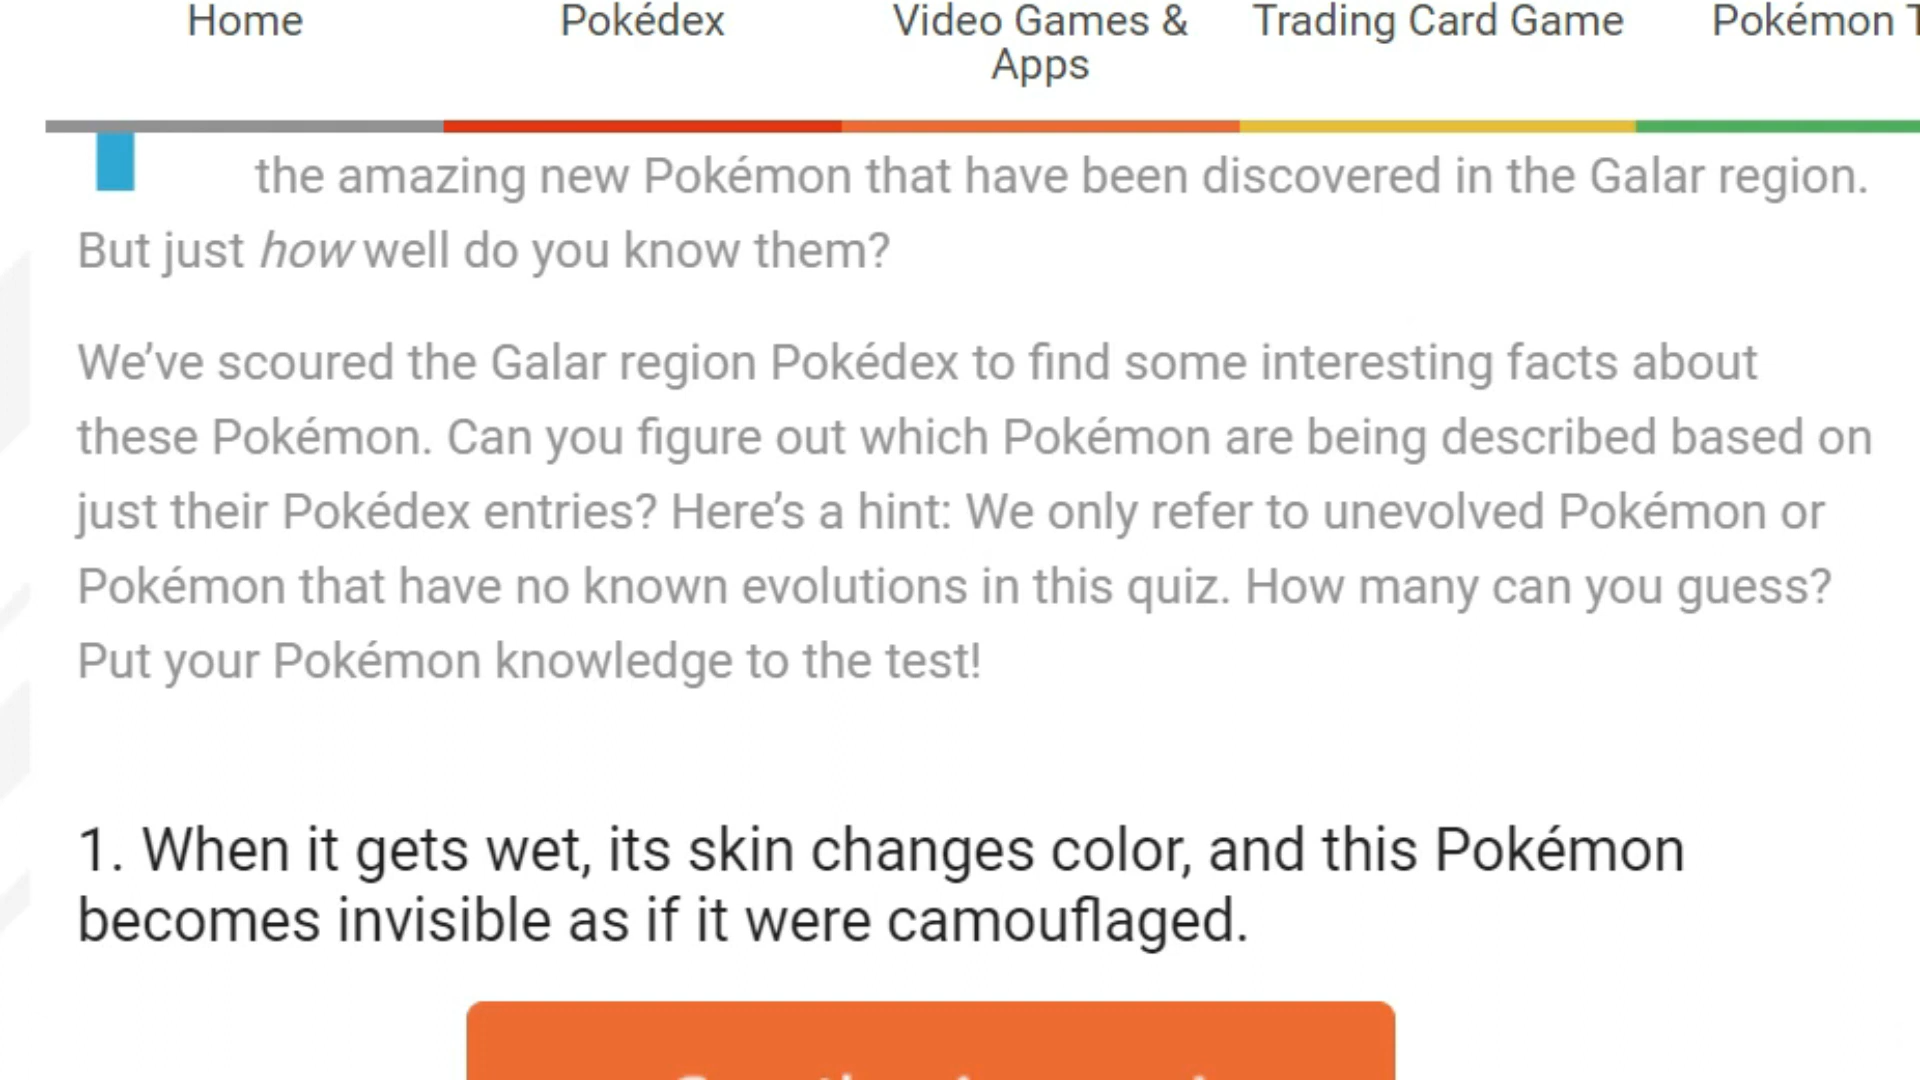 Home
Pokédex
Video Games &
Apps
Trading Card Game
Pokémon
the amazing new Pokémon that have been discovered in the Galar region.
But just how well do you know them?
We’ve scoured the Galar region Pokédex to find some interesting facts about
these Pokémon. Can you figure out which Pokémon are being described based on
just their Pokédex entries? Here’s a hint: We only refer to unevolved Pokémon or
Pokémon that have no known evolutions in this quiz. How many can you guess?
Put your Pokémon knowledge to the test!
1. When it gets wet, its skin changes color, and this Pokémon
becomes invisible as if it were camouflaged.